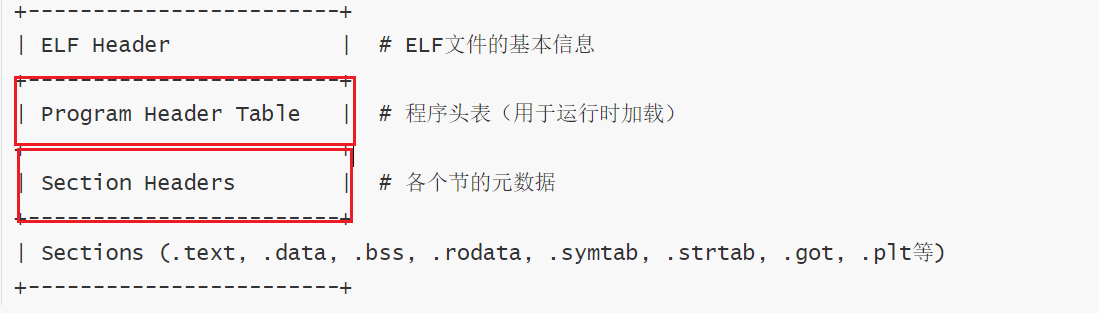 +------------------------+
| ELF Header             |  # ELF文件的基本信息
+------------------------+
| Program Header Table   |  # 程序头表（用于运行时加载）
+------------------------+
| Section Headers        |  # 各个节的元数据
+------------------------+
| Sections (.text, .data, .bss, .rodata, .symtab, .strtab, .got, .plt等)
+------------------------+